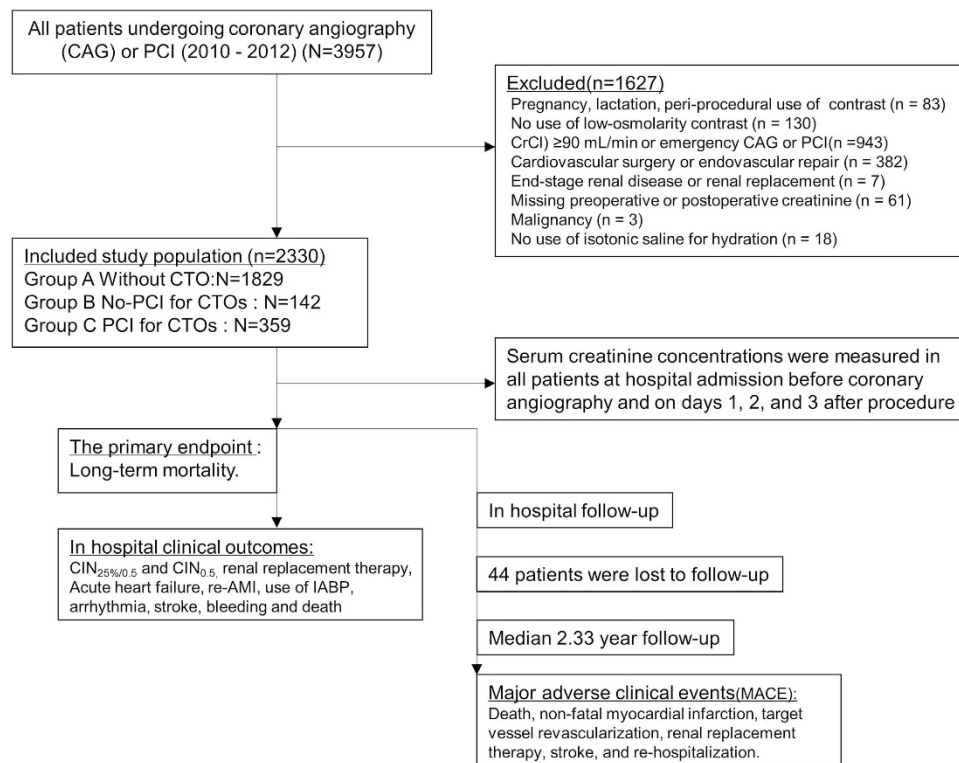 All patients undergoing coronary angiography
(CAG) or PCI (2010 - 2012) (N=3957)
Excluded(n=1627)
Pregnancy, lactation, peri-procedural use of contrast (n = 83)
No use of low-osmolarity contrast (n = 130)
CrCl) ≥90 mL/min or emergency CAG or PCI(n =943)
Cardiovascular surgery or endovascular repair (n = 382)
End-stage renal disease or renal replacement (n = 7)
Missing preoperative or postoperative creatinine (n = 61)
Malignancy (n = 3)
No use of isotonic saline for hydration (n = 18)
Included study population (n=2330)
Group A Without CTO:N=1829
Group B No-PCI for CTOs : N=142
Group C PCI for CTOs : N=359
Serum creatinine concentrations were measured in
all patients at hospital admission before coronary
angiography and on days 1, 2, and 3 after procedure
The primary endpoint :
Long-term mortality.
In hospital follow-up
In hospital clinical outcomes:
CIN25%/0.5 and CIN0.5, renal replacement therapy,
Acute heart failure, re-AMI, use of IABP,
arrhythmia, stroke, bleeding and death
44 patients were lost to follow-up
Median 2.33 year follow-up
Major adverse clinical events(MACE):
Death, non-fatal myocardial infarction, target
vessel revascularization, renal replacement
therapy, stroke, and re-hospitalization.